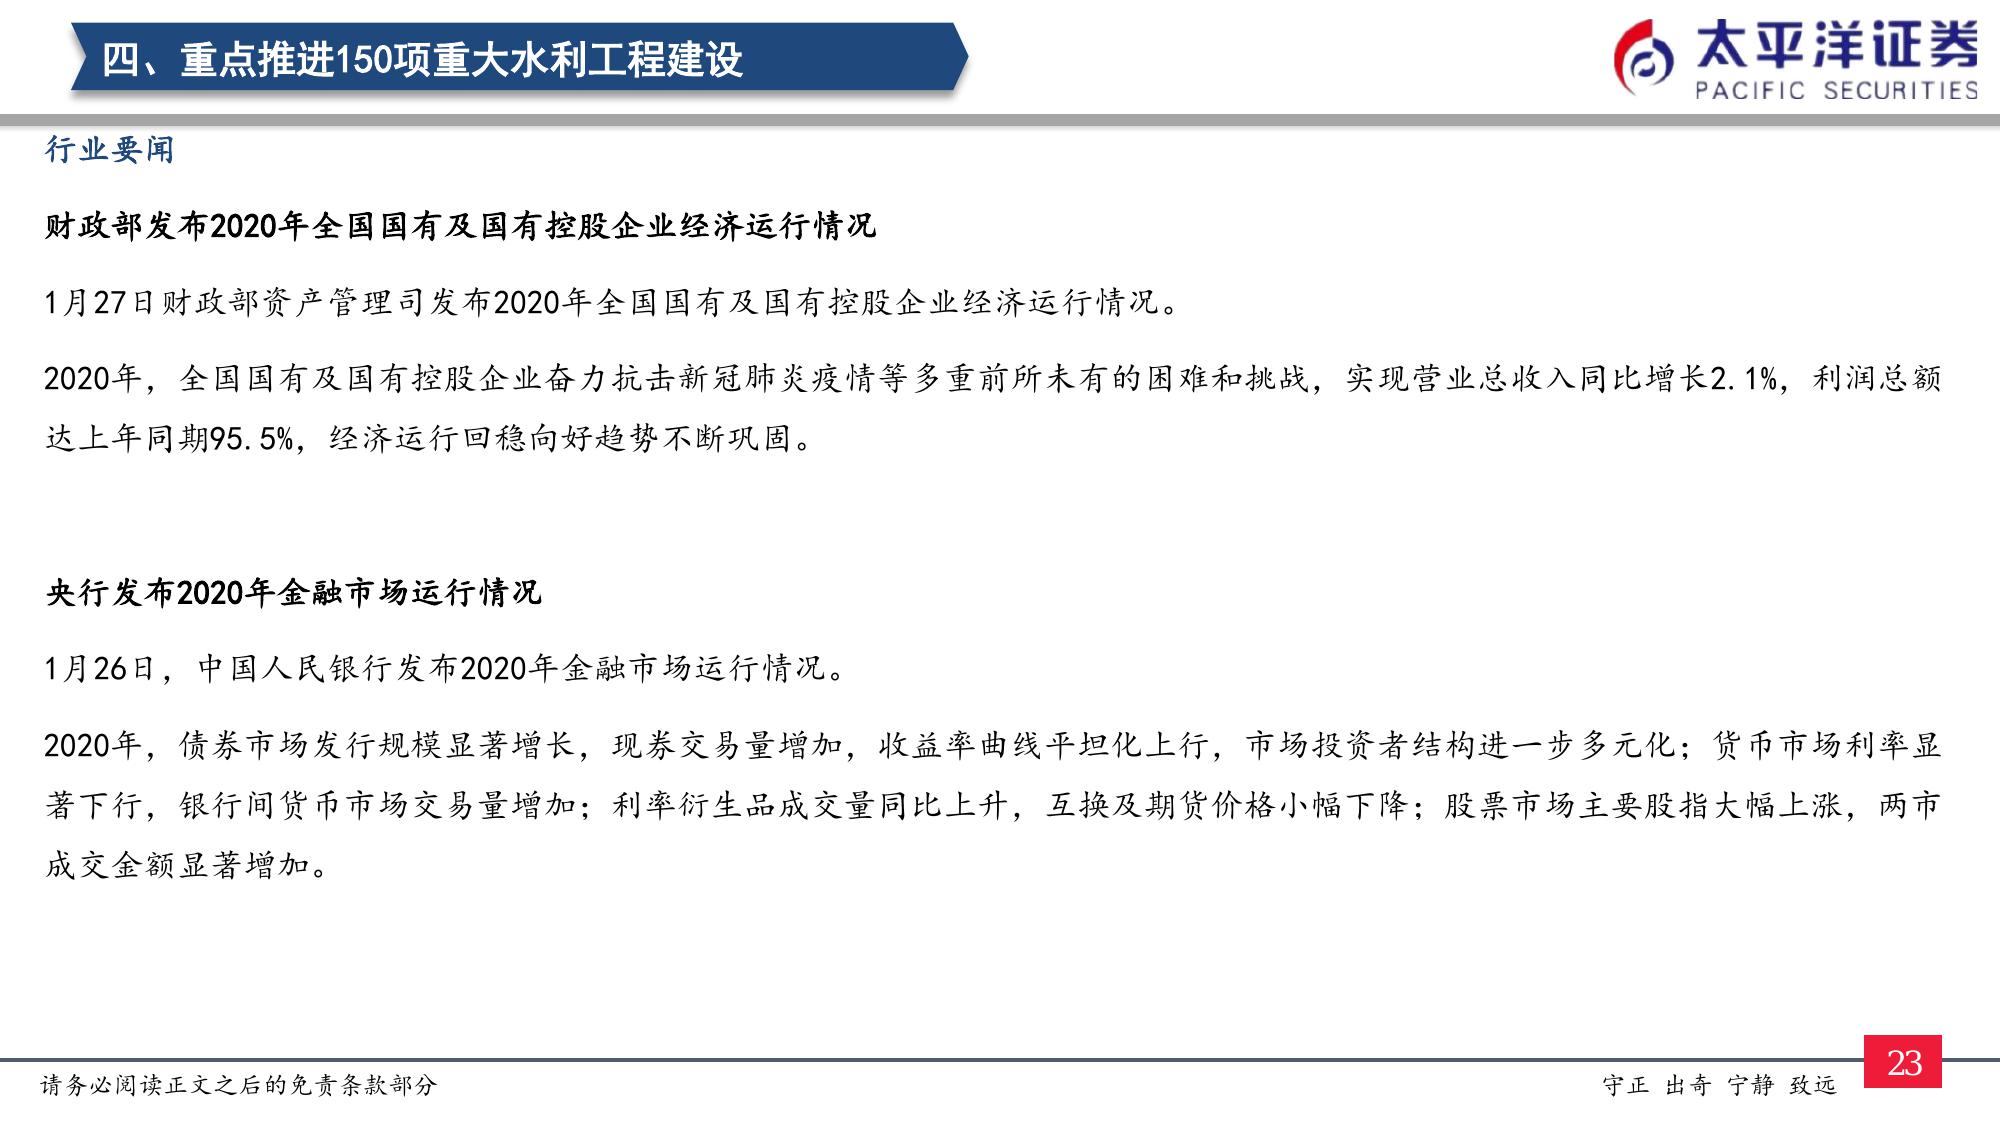 四、重点推进150项重大水利工程建设
太平洋证券
PACIFIC SECURITIES
行业要闻
财政部发布2020年全国国有及国有控股企业经济运行情况
1月27日财政部资产管理司发布2020年全国国有及国有控股企业经济运行情况。
2020年，全国国有及国有控股企业奋力抗击新冠肺炎疫情等多重前所未有的困难和挑战，实现营业总收入同比增长2.1%，利润总额
达上年同期95.5%，经济运行回稳向好趋势不断巩固。
央行发布2020年金融市场运行情况
1月26日，中国人民银行发布2020年金融市场运行情况。
2020年，债券市场发行规模显著增长，现券交易量增加，收益率曲线平坦化上行，市场投资者结构进一步多元化；货币市场利率显
著下行，银行间货币市场交易量增加；利率衍生品成交量同比上升，互换及期货价格小幅下降；股票市场主要股指大幅上涨，两市
成交金额显著增加。
请务必阅读正文之后的免责条款部分
守正 出奇 宁静 致远
23